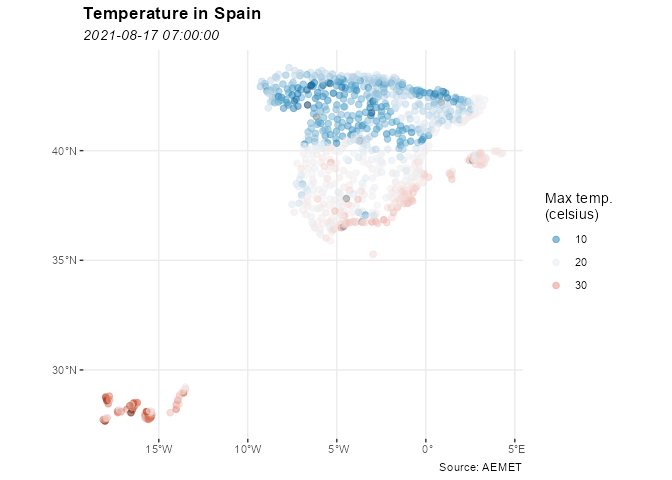 Temperature in Spain
2021-08-17 07:00:00
40°N
35°N
30°N
15°W
10°W
5°W
0°
5°E
Max temp.
(celsius)
10
20
30
Source: AEMET